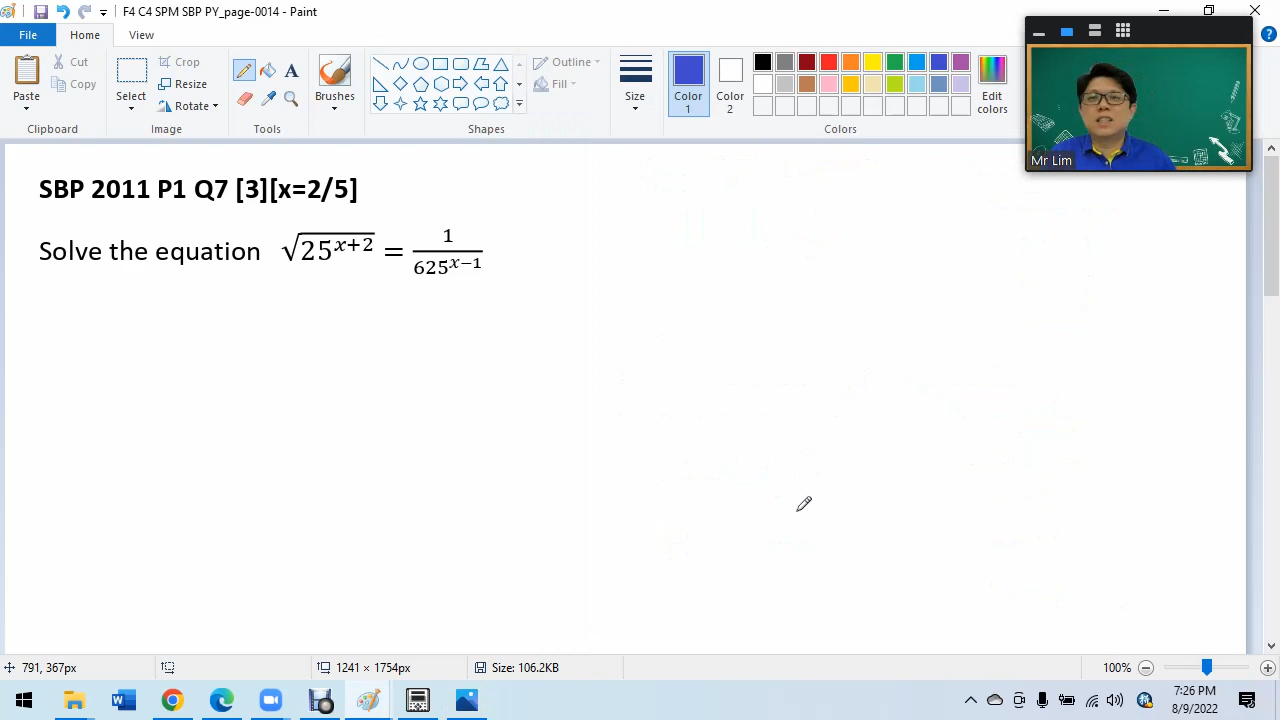 F4 C4 SPM SBP PY_page-0014 - Paint
File Home View
Paste Cut Copy Clipboard
Select Crop Resize Rotate Image
Tools
Brushes
Shapes Outline Fill
Size
Color 1 Color 2 Edit colors Colors
Mr Lim
SBP 2011 P1 Q7 [3][x=2/5]
Solve the equation √25^(x+2) = 1/625^(x−1)
791, 367px 1241 × 1754px Size: 106.2KB 100%
7:26 PM
8/9/2022